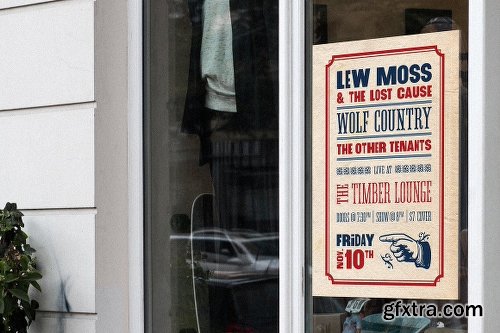 LEW MOSS
& THE LOST CAUSE
WOLF COUNTRY
THE OTHER TENANTS
LIVE AT
THE TIMBER LOUNGE
DOORS @ 7:30PM | SHOW @ 8PM | $7 COVER
FRIDAY
NOV. 10TH
gfxtra.com